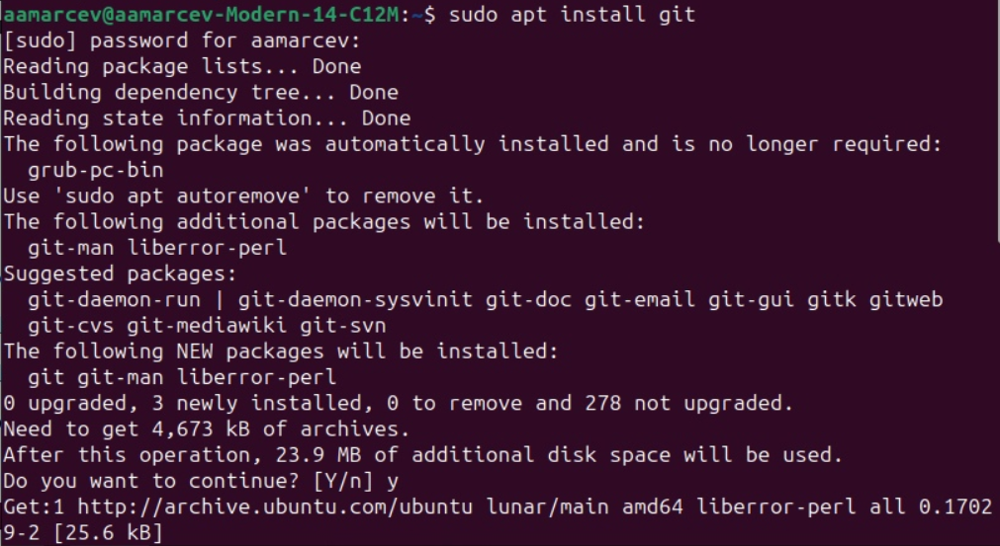 aamarcev@aamarcev-Modern-14-C12M:~$ sudo apt install git
[sudo] password for aamarcev:
Reading package lists... Done
Building dependency tree... Done
Reading state information... Done
The following package was automatically installed and is no longer required:
  grub-pc-bin
Use 'sudo apt autoremove' to remove it.
The following additional packages will be installed:
  git-man liberror-perl
Suggested packages:
  git-daemon-run | git-daemon-sysvinit git-doc git-email git-gui gitk gitweb
  git-cvs git-mediawiki git-svn
The following NEW packages will be installed:
  git git-man liberror-perl
0 upgraded, 3 newly installed, 0 to remove and 278 not upgraded.
Need to get 4,673 kB of archives.
After this operation, 23.9 MB of additional disk space will be used.
Do you want to continue? [Y/n] y
Get:1 http://archive.ubuntu.com/ubuntu lunar/main amd64 liberror-perl all 0.1702
9-2 [25.6 kB]